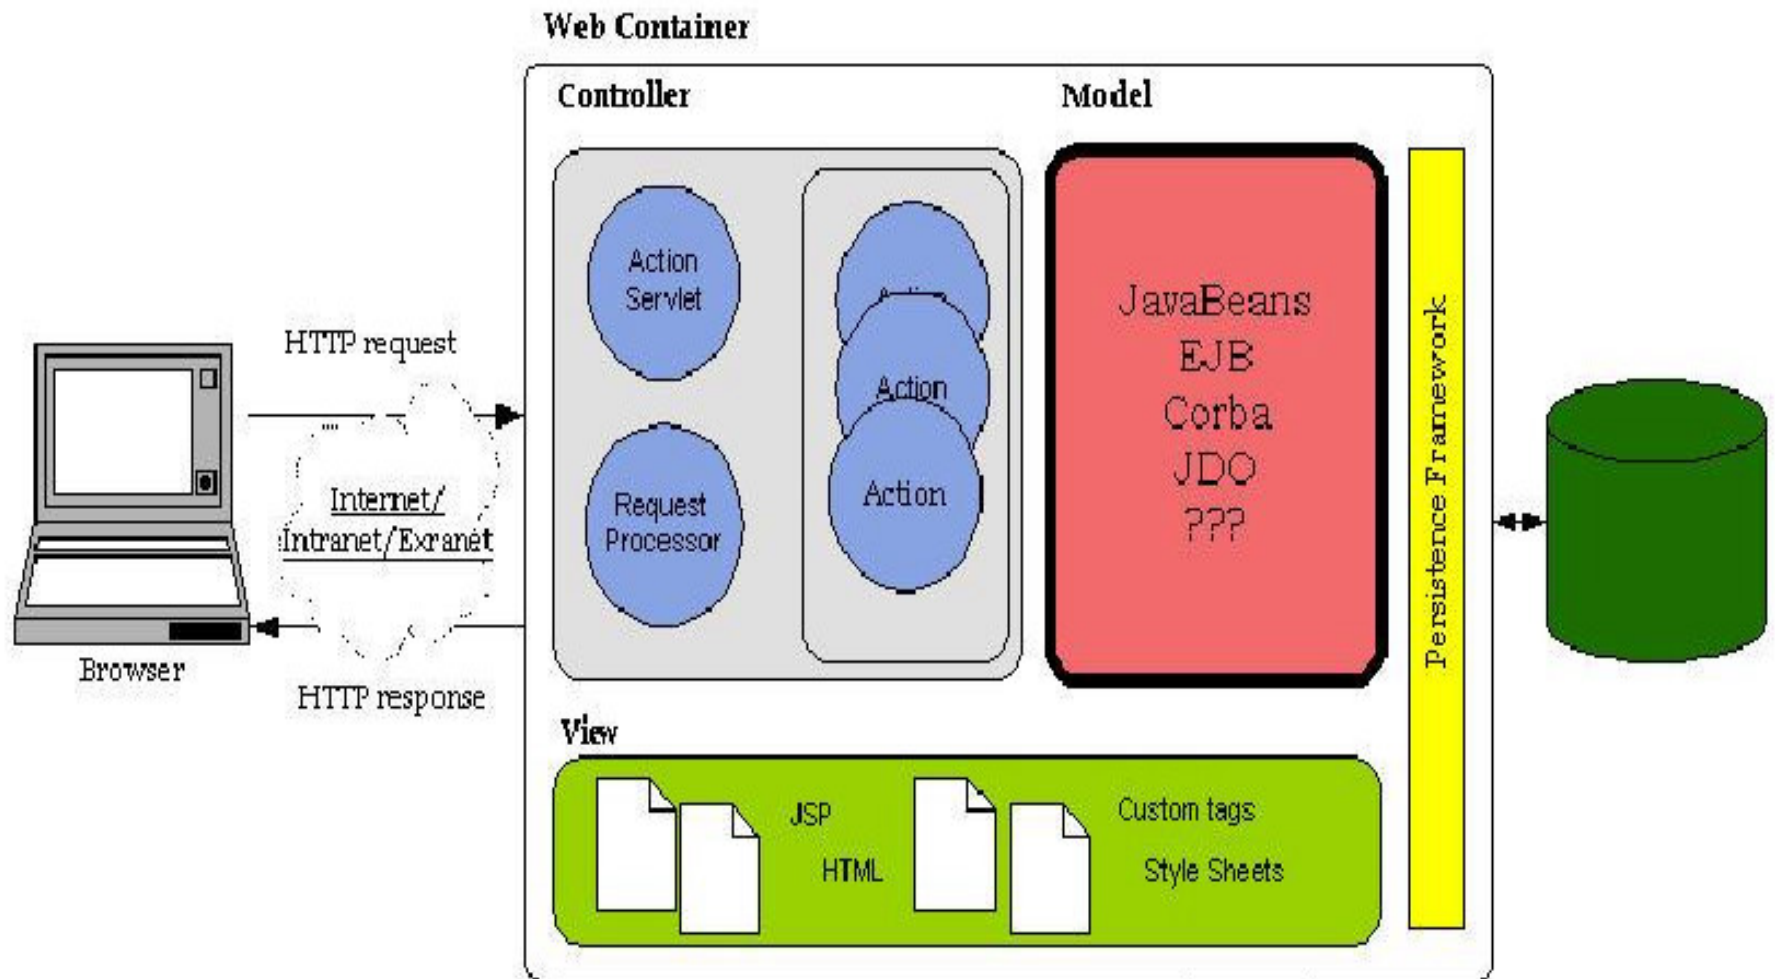 Web Container
Controller
Model
Action
Servlet
Action
Action
Action
Request
Processor
JavaBeans
EJB
Corba
JDO
???
Persistence Framework
HTTP request
Internet/
Intranet/Exranet
Browser
HTTP response
View
JSP
HTML
Custom tags
Style Sheets